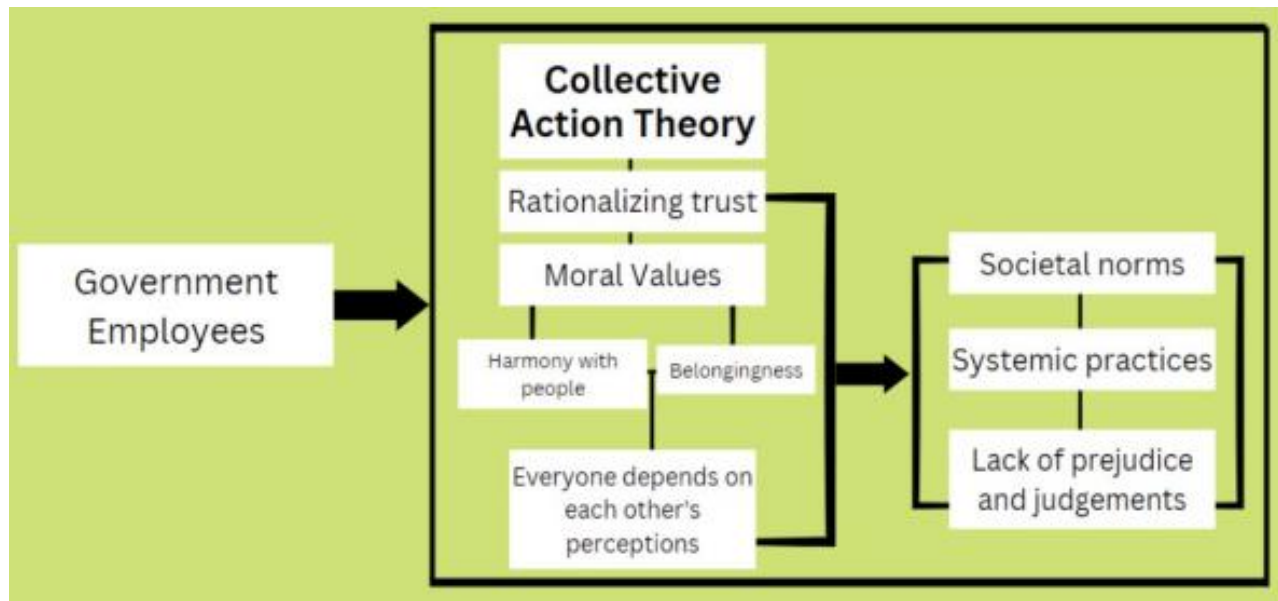 Government
Employees
Collective
Action Theory
Rationalizing trust
Moral Values
Harmony with
people
Belongingness
Everyone depends on
each other's
perceptions
Societal norms
Systemic practices
Lack of prejudice
and judgements